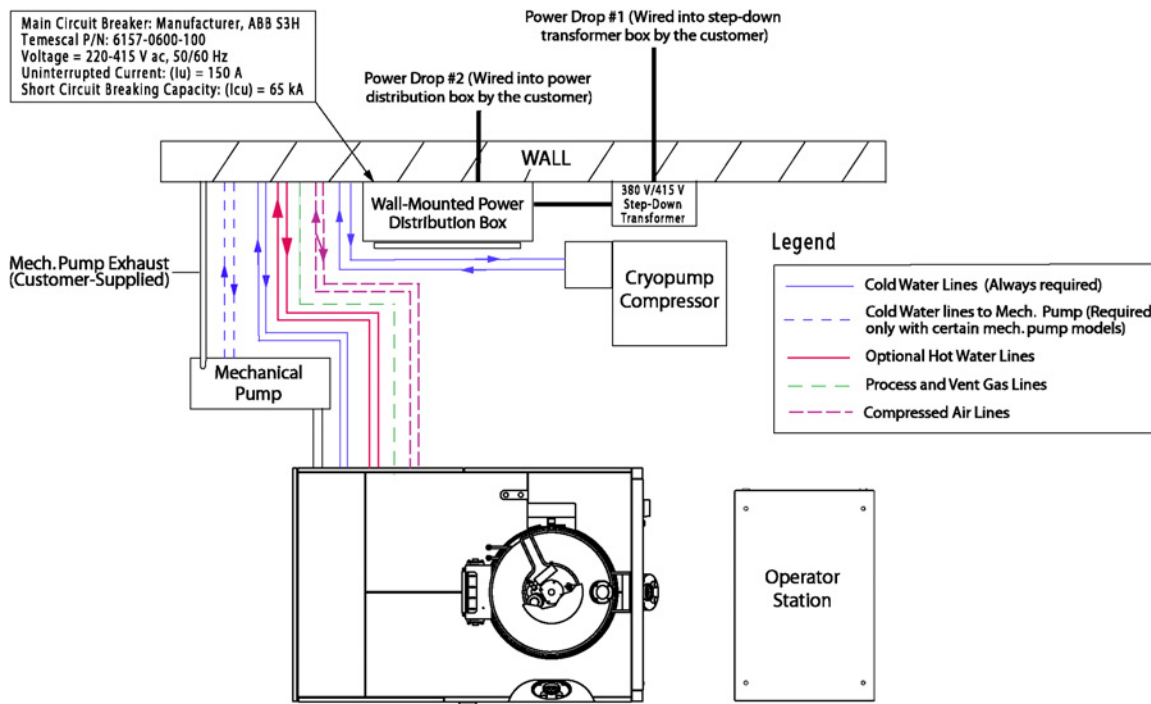 Main Circuit Breaker: Manufacturer, ABB S3H
Temescal P/N: 6157-0600-100
Voltage = 220-415 V ac, 50/60 Hz
Uninterrupted Current: (Iu) = 150 A
Short Circuit Breaking Capacity: (Icu) = 65 kA
Power Drop #1 (Wired into step-down
transformer box by the customer)
Power Drop #2 (Wired into power
distribution box by the customer)
WALL
Wall-Mounted Power
Distribution Box
380 V/415 V
Step-Down
Transformer
Mech. Pump Exhaust
(Customer-Supplied)
Cryopump
Compressor
Mechanical
Pump
Legend
Cold Water Lines (Always required)
Cold Water lines to Mech. Pump (Required
only with certain mech. pump models)
Optional Hot Water Lines
Process and Vent Gas Lines
Compressed Air Lines
Operator
Station